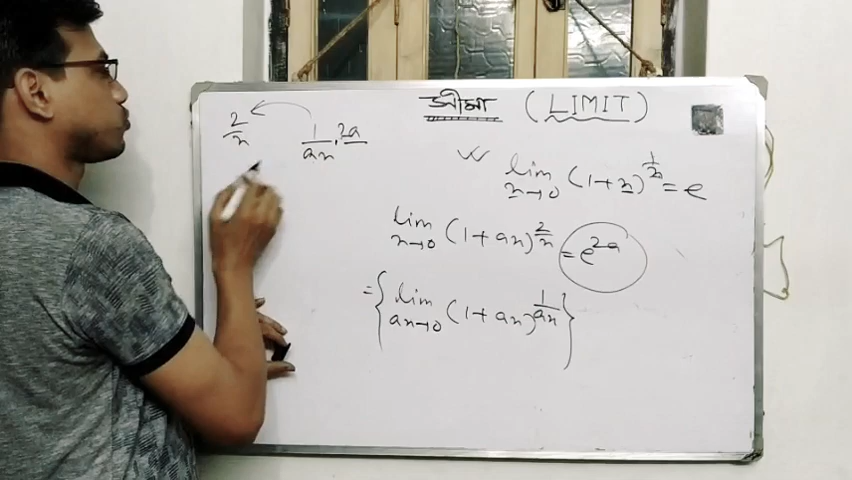 সীমা (LIMIT)
2/x
1/ax . 2a
lim x→0 (1+x)^1/x = e
lim x→0 (1+ax)^2/x = e^2a
= { lim ax→0 (1+ax)^1/ax }